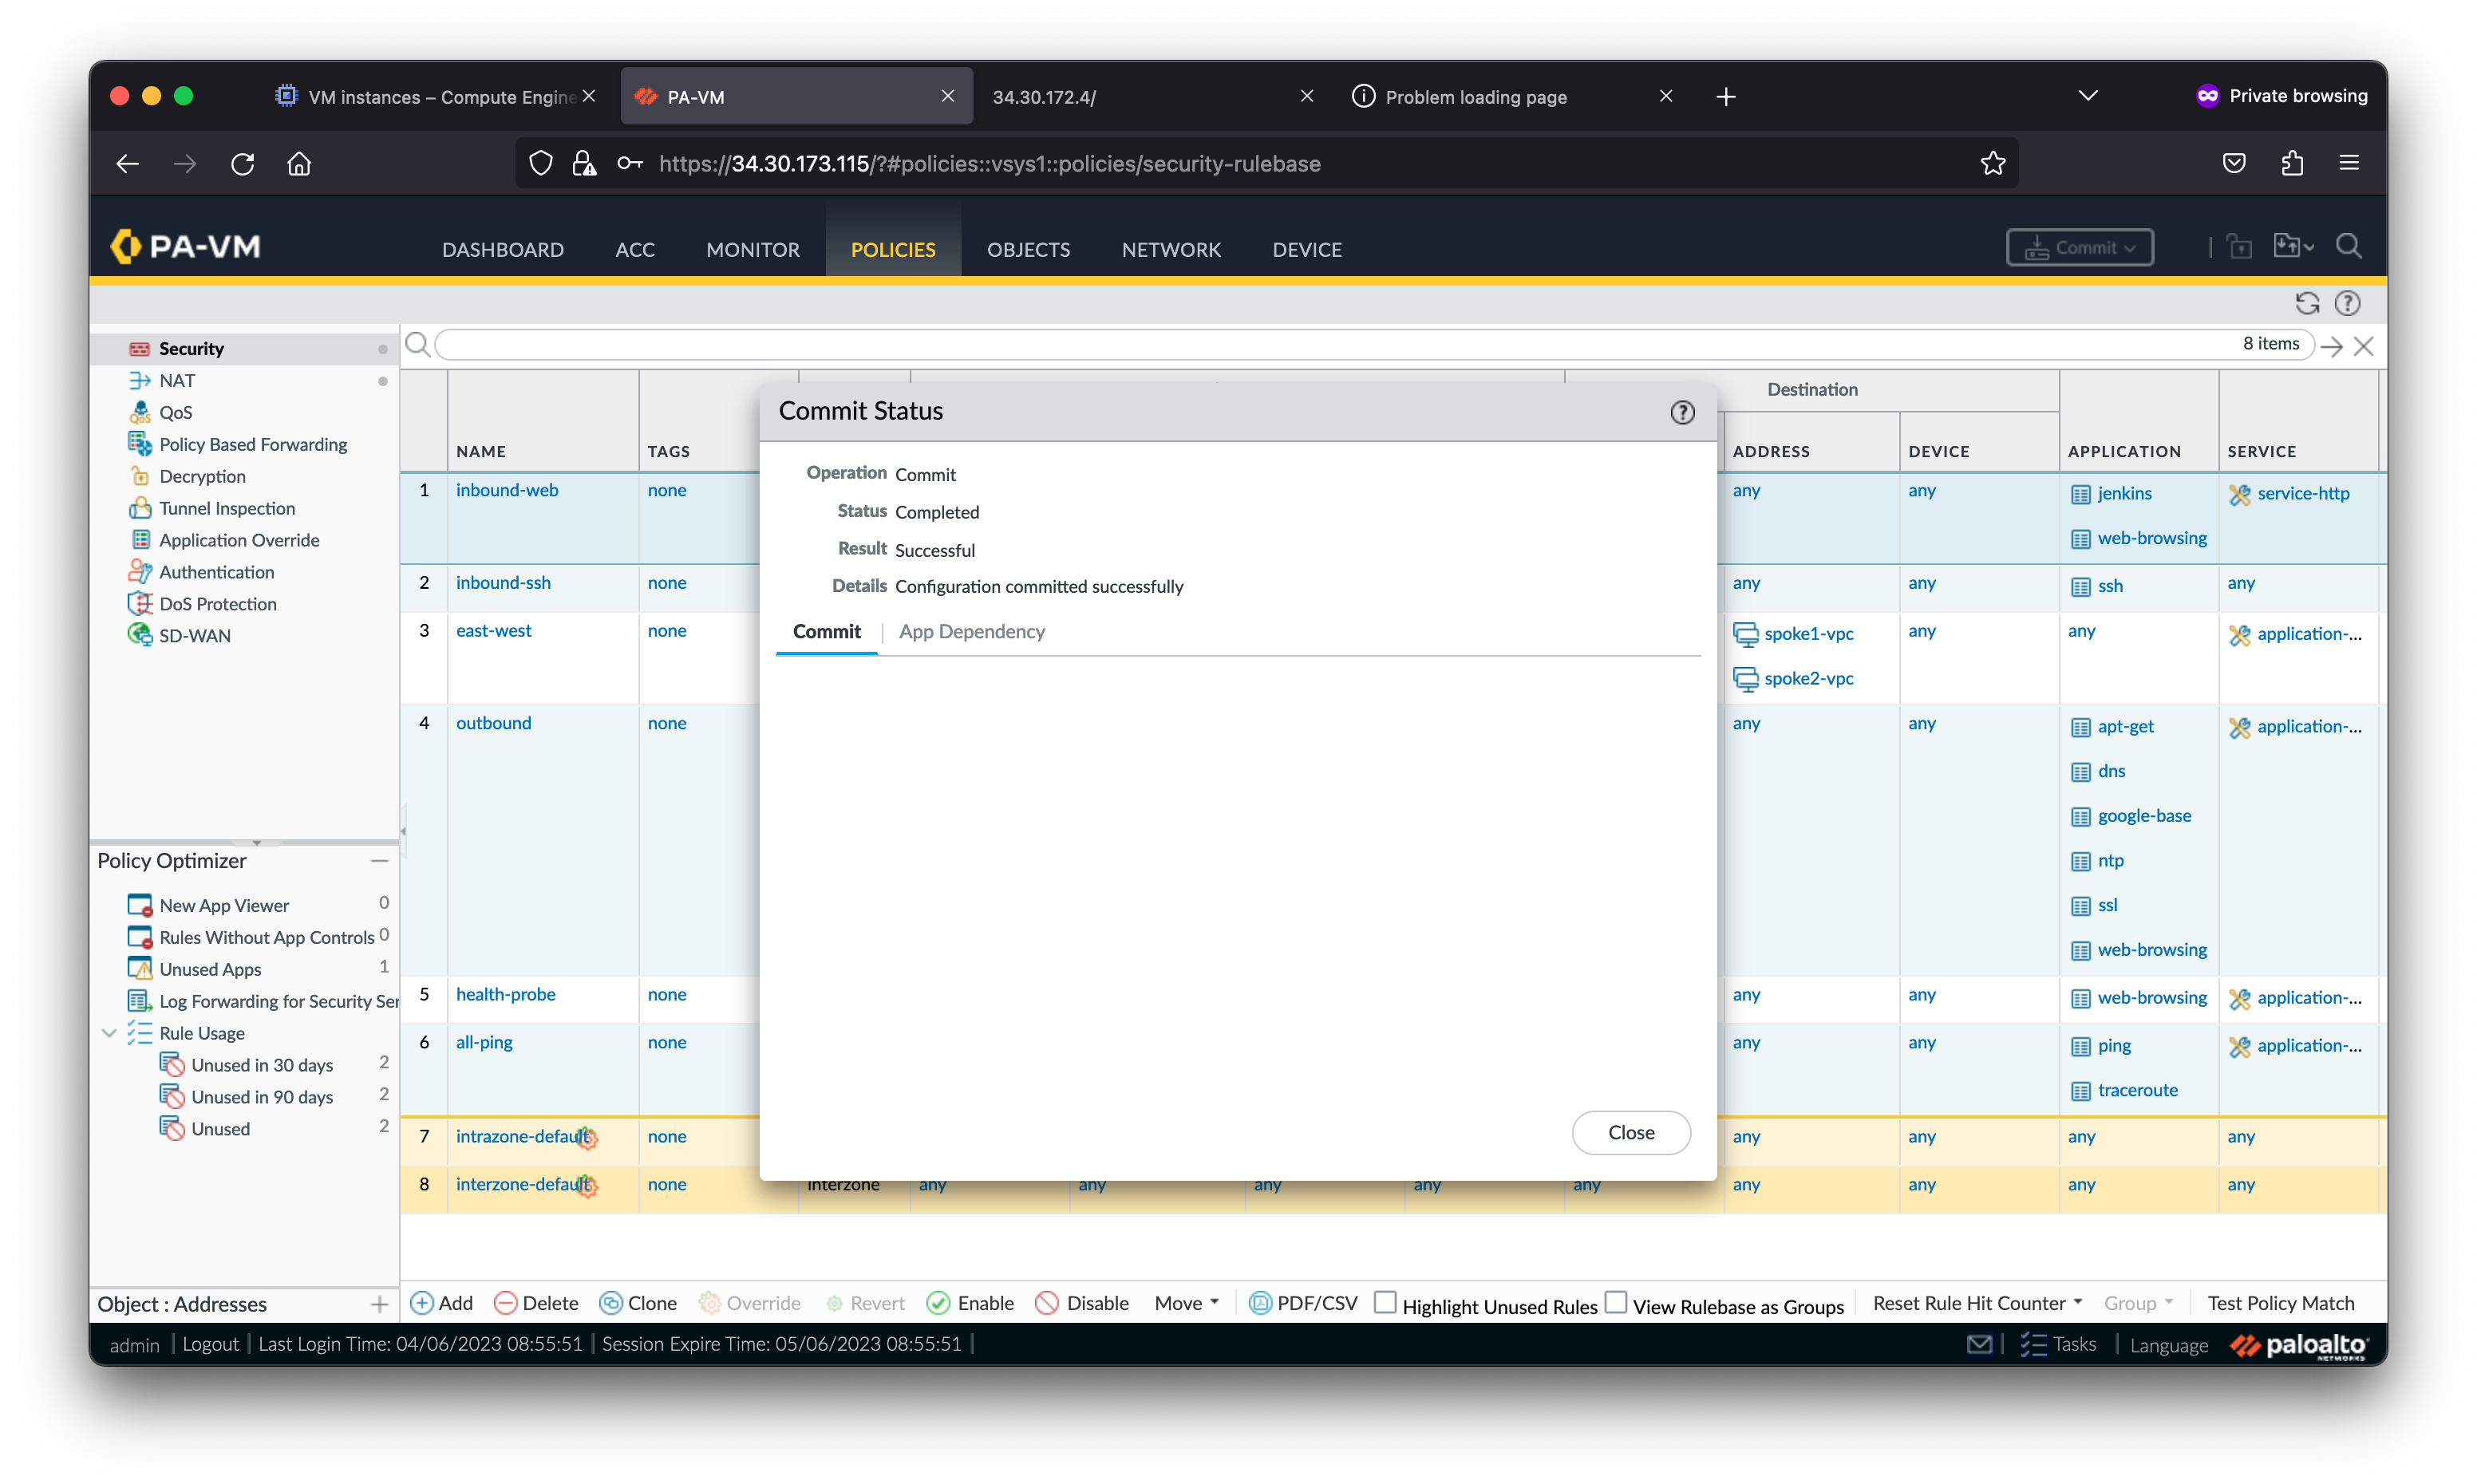 VM instances – Compute Engine
PA-VM
34.30.172.4/
Problem loading page
Private browsing
https://34.30.173.115/?#policies::vsys1::policies/security-rulebase
PA-VM
DASHBOARD
ACC
MONITOR
POLICIES
OBJECTS
NETWORK
DEVICE
Commit
Security
NAT
QoS
Policy Based Forwarding
Decryption
Tunnel Inspection
Application Override
Authentication
DoS Protection
SD-WAN
Policy Optimizer
New App Viewer 0
Rules Without App Controls 0
Unused Apps 1
Log Forwarding for Security Ser
Rule Usage
Unused in 30 days 2
Unused in 90 days 2
Unused 2
Object : Addresses
8 items
Destination
NAME TAGS ADDRESS DEVICE APPLICATION SERVICE
1 inbound-web none any any jenkins service-http
web-browsing
2 inbound-ssh none any any ssh any
3 east-west none spoke1-vpc any any application-...
spoke2-vpc
4 outbound none any any apt-get application-...
dns
google-base
ntp
ssl
web-browsing
5 health-probe none any any web-browsing application-...
6 all-ping none any any ping application-...
traceroute
7 intrazone-default none any any any any
8 interzone-default none interzone any any any any any any any any any
Commit Status
Operation Commit
Status Completed
Result Successful
Details Configuration committed successfully
Commit App Dependency
Close
Add Delete Clone Override Revert Enable Disable Move PDF/CSV Highlight Unused Rules View Rulebase as Groups Reset Rule Hit Counter Group Test Policy Match
admin | Logout | Last Login Time: 04/06/2023 08:55:51 | Session Expire Time: 05/06/2023 08:55:51 |
Tasks | Language
paloalto
NETWORKS